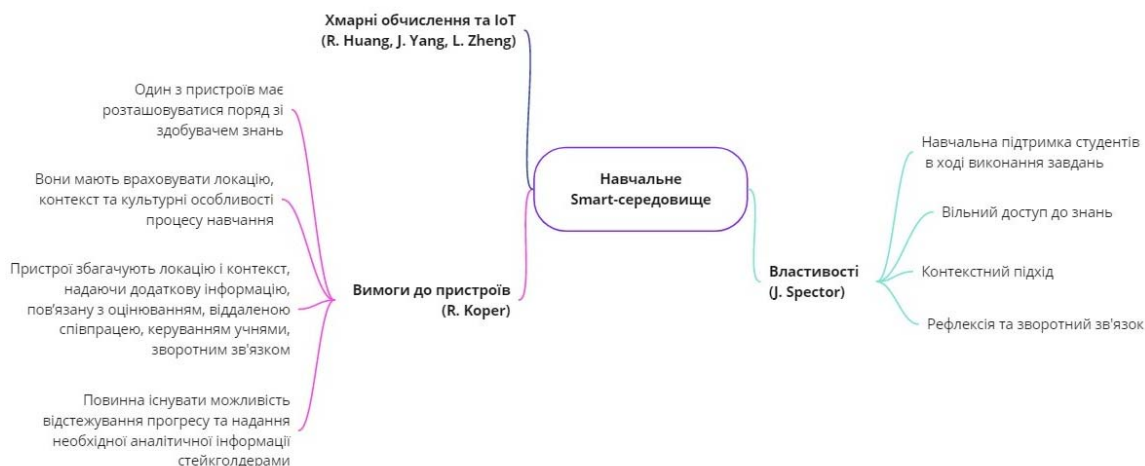 Хмарні обчислення та IoT
(R. Huang, J. Yang, L. Zheng)
Один з пристроїв має
розташовуватися поряд зі
здобувачем знань
Вони мають враховувати локацію,
контекст та культурні особливості
процесу навчання
Пристрої збагачують локацію і контекст,
надаючи додаткову інформацію,
пов'язану з оцінюванням, віддаленою
співпрацею, керуванням учнями,
зворотним зв'язком
Повинна існувати можливість
відстежування прогресу та надання
необхідної аналітичної інформації
стейкголдерами
Вимоги до пристроїв
(R. Koper)
Навчальне
Smart-середовище
Властивості
(J. Spector)
Навчальна підтримка студентів
в ході виконання завдань
Вільний доступ до знань
Контекстний підхід
Рефлексія та зворотний зв'язок